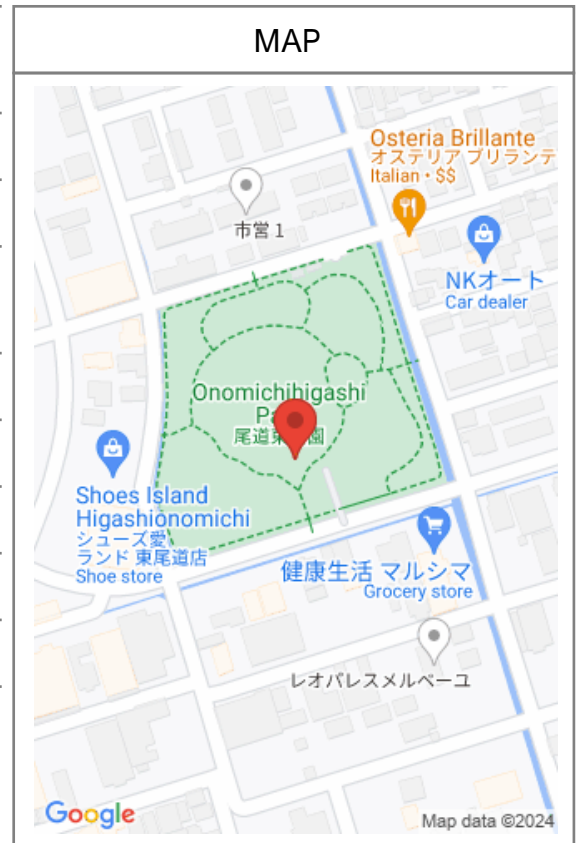 MAP
Osteria Brillante
オステリア ブリランテ
Italian • $$
市営 1
NKオート
Car dealer
Onomichihigashi
尾道東
園
Shoes Island
Higashionomichi
シューズ愛
ランド 東尾道店
Shoe store
健康生活 マルシマ
Grocery store
レオパレスメルベーユ
Google
Map data ©2024